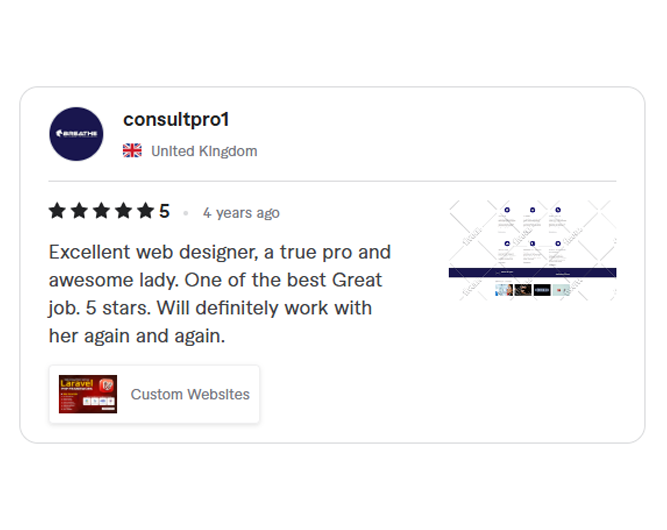 BREATHE
consultpro1
United Kingdom
5
4 years ago
Excellent web designer, a true pro and
awesome lady. One of the best Great
job. 5 stars. Will definitely work with
her again and again.
Laravel
Custom Websites